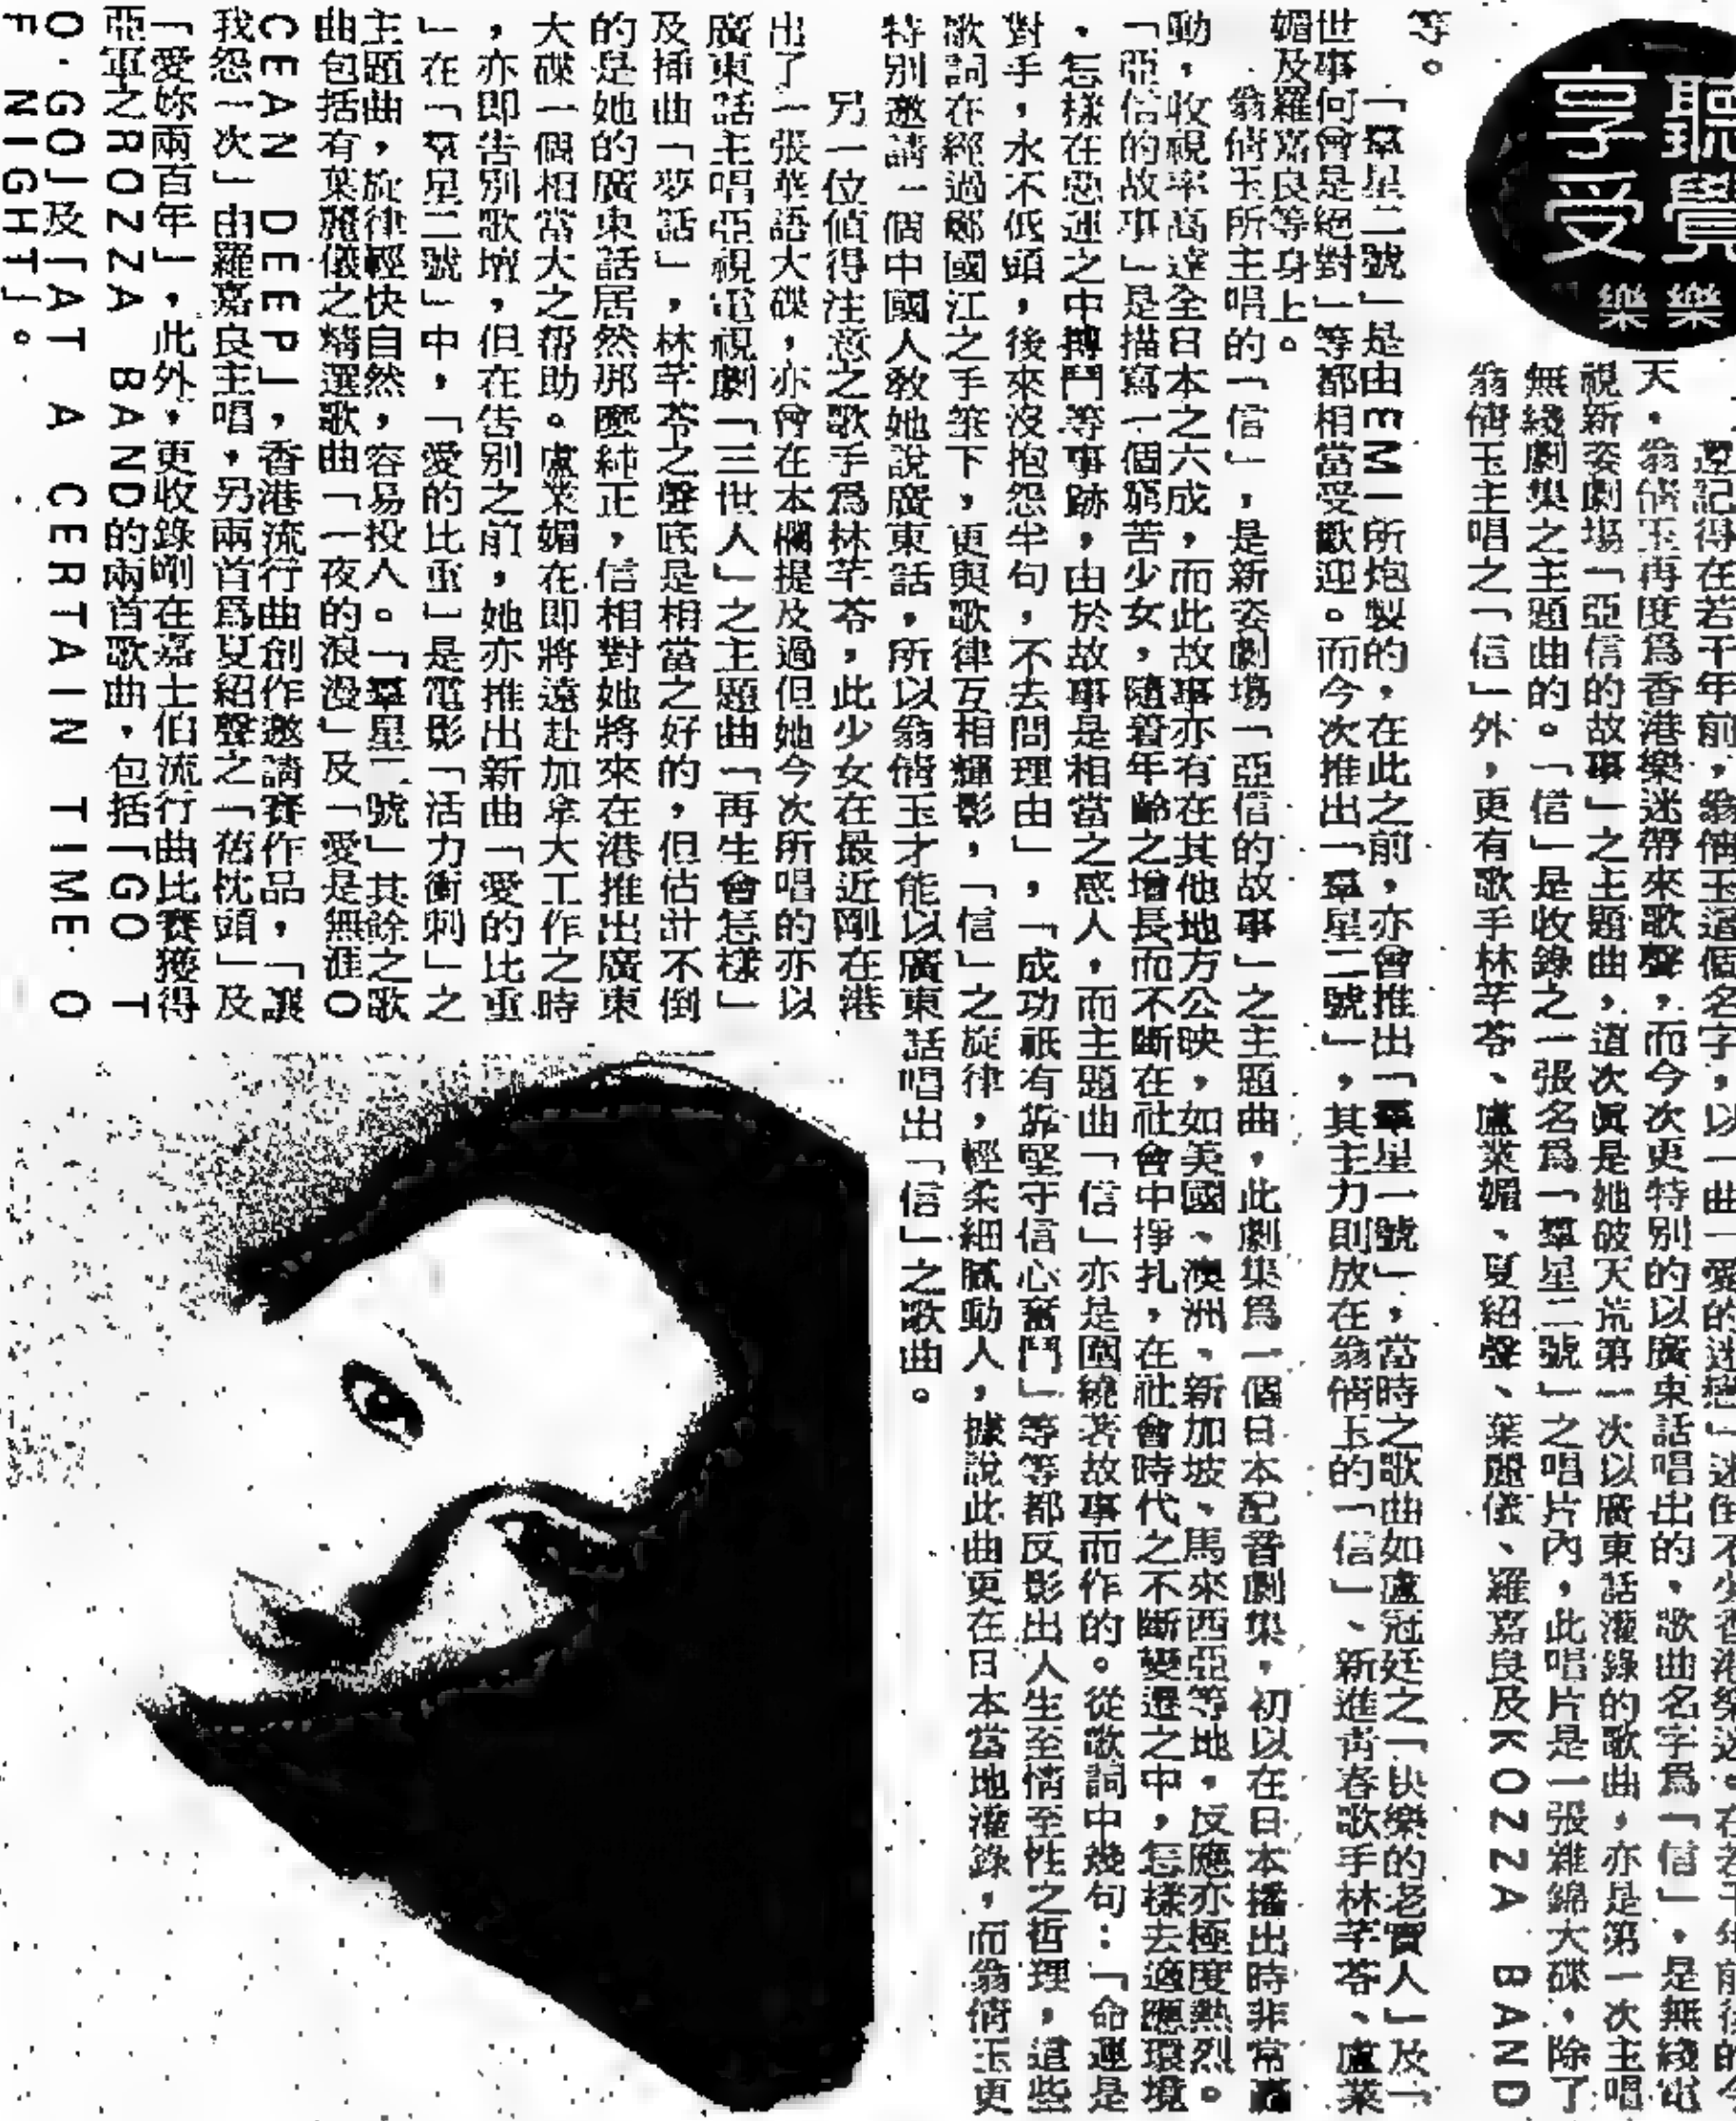 聽覺
享受
樂樂
還記得在若干年前，翁倩玉這個名字，以一曲「愛的迷戀」迷倒不少香港樂迷。在若干年前後的今
天，翁倩玉再度爲香港樂迷帶來歌聲，而今次更特別的以廣東話唱出的，歌曲名字爲「信」，是無綫電
視新姿劇場「亞信的故事」之主題曲，這次眞是她破天荒第一次以廣東話灌錄的歌曲，亦是第一次主唱
無綫劇集之主題曲的。「信」是收錄之一張名爲「羣星二號」之唱片內，此唱片是一張雜錦大碟，除了
翁倩玉主唱之「信」外，更有歌手林芊苓、盧業媚、夏紹聲、葉麗儀、羅嘉良及KOZZA BAND
等。
「羣星二號」是由EMI所炮製的，在此之前，亦曾推出「羣星一號」，當時之歌曲如盧冠廷之「快樂的老實人」及「
世事何曾是絕對」等都相當受歡迎。而今次推出「羣星二號」，其主力則放在翁倩玉的「信」、新進青春歌手林芊苓、盧業
媚及羅嘉良等身上。
翁倩玉所主唱的「信」，是新姿劇場「亞信的故事」之主題曲，此劇集爲一個日本配音劇集，初以在日本播出時非常轟
動，收視率高達全日本之六成，而此故事亦有在其他地方公映，如美國、澳洲、新加坡、馬來西亞等地，反應亦極度熱烈。
「亞信的故事」是描寫一個窮苦少女，隨着年齡之增長而不斷在社會中掙扎，在社會時代之不斷變遷之中，怎樣去適應環境
，怎樣在惡運之中搏鬥等事跡，由於故事是相當之感人，而主題曲「信」亦是圍繞著故事而作的。從歌詞中幾句：「命運是
對手，永不低頭，後來沒抱怨半句，不去問理由」，「成功祇有靠堅守信心奮鬥」等等都反影出人生至情至性之哲理，這些
歌詞在經過鄭國江之手筆下，更與歌律互相輝影，「信」之旋律，輕柔細膩動人，據說此曲更在日本當地灌錄，而翁倩玉更
特別邀請一個中國人教她說廣東話，所以翁倩玉才能以廣東話唱出「信」之歌曲。
另一位值得注意之歌手爲林芊苓，此少女在最近剛在港
出了一張華語大碟，亦曾在本欄提及過但她今次所唱的亦以
廣東話主唱亞視電視劇「三世人」之主題曲「再生會怎樣」
及插曲「夢話」，林芊苓之聲底是相當之好的，但估計不倒
的是她的廣東話居然那麼純正，信相對她將來在港推出廣東
大碟一個相當大之帮助。盧業媚在即將遠赴加拿大工作之時
，亦即告別歌壇，但在告別之前，她亦推出新曲「愛的比重
」在「羣星二號」中，「愛的比重」是電影「活力衝刺」之
主題曲，旋律輕快自然，容易投入。「羣星二號」其餘之歌
曲包括有葉麗儀之精選歌曲「一夜的浪漫」及「愛是無涯O
CEAN DEEP」，香港流行曲創作邀請賽作品，「讓
我怨一次」由羅嘉良主唱，另兩首爲夏紹聲之「舊枕頭」及
「愛妳兩百年」，此外，更收錄剛在嘉士伯流行曲比賽獲得
亞軍之ROZZA BAND的兩首歌曲，包括「GO T
O GO」及「AT A CERTAIN TIME O
F NIGHT」。